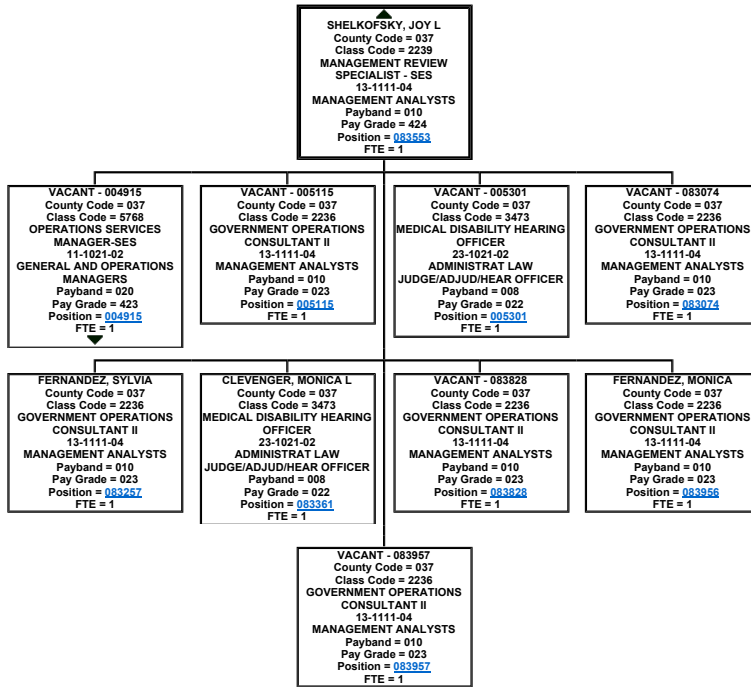 SHELKOFSKY, JOY L
County Code = 037
Class Code = 2239
MANAGEMENT REVIEW
SPECIALIST - SES
13-1111-04
MANAGEMENT ANALYSTS
Payband = 010
Pay Grade = 424
Position = 083553
FTE = 1
VACANT - 004915
County Code = 037
Class Code = 5768
OPERATIONS SERVICES
MANAGER-SES
11-1021-02
GENERAL AND OPERATIONS
MANAGERS
Payband = 020
Pay Grade = 423
Position = 004915
FTE = 1
VACANT - 005115
County Code = 037
Class Code = 2236
GOVERNMENT OPERATIONS
CONSULTANT II
13-1111-04
MANAGEMENT ANALYSTS
Payband = 010
Pay Grade = 023
Position = 005115
FTE = 1
VACANT - 005301
County Code = 037
Class Code = 3473
MEDICAL DISABILITY HEARING
OFFICER
23-1021-02
ADMINISTRAT LAW
JUDGE/ADJUD/HEAR OFFICER
Payband = 008
Pay Grade = 022
Position = 005301
FTE = 1
VACANT - 083074
County Code = 037
Class Code = 2236
GOVERNMENT OPERATIONS
CONSULTANT II
13-1111-04
MANAGEMENT ANALYSTS
Payband = 010
Pay Grade = 023
Position = 083074
FTE = 1
FERNANDEZ, SYLVIA
County Code = 037
Class Code = 2236
GOVERNMENT OPERATIONS
CONSULTANT II
13-1111-04
MANAGEMENT ANALYSTS
Payband = 010
Pay Grade = 023
Position = 083257
FTE = 1
CLEVENGER, MONICA L
County Code = 037
Class Code = 3473
MEDICAL DISABILITY HEARING
OFFICER
23-1021-02
ADMINISTRAT LAW
JUDGE/ADJUD/HEAR OFFICER
Payband = 008
Pay Grade = 022
Position = 083361
FTE = 1
VACANT - 083828
County Code = 037
Class Code = 2236
GOVERNMENT OPERATIONS
CONSULTANT II
13-1111-04
MANAGEMENT ANALYSTS
Payband = 010
Pay Grade = 023
Position = 083828
FTE = 1
FERNANDEZ, MONICA
County Code = 037
Class Code = 2236
GOVERNMENT OPERATIONS
CONSULTANT II
13-1111-04
MANAGEMENT ANALYSTS
Payband = 010
Pay Grade = 023
Position = 083956
FTE = 1
VACANT - 083957
County Code = 037
Class Code = 2236
GOVERNMENT OPERATIONS
CONSULTANT II
13-1111-04
MANAGEMENT ANALYSTS
Payband = 010
Pay Grade = 023
Position = 083957
FTE = 1